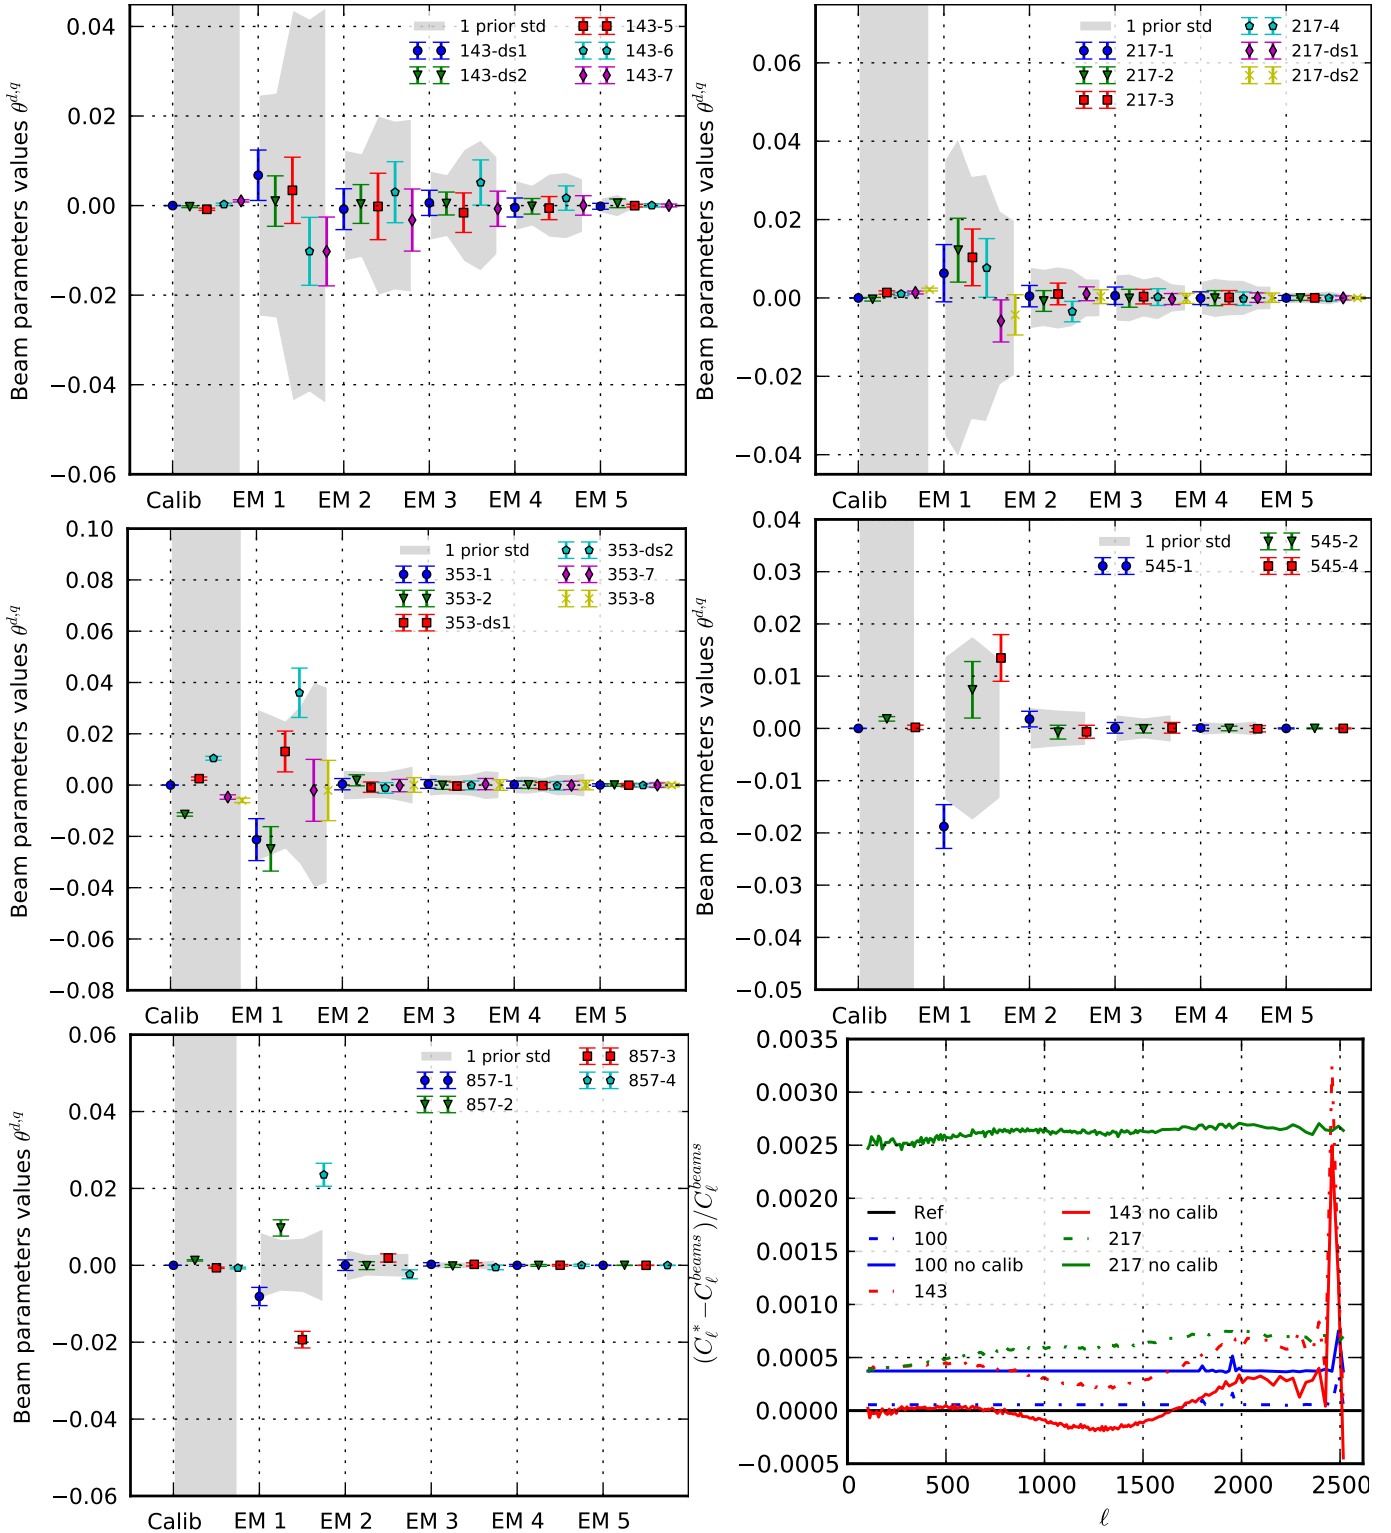 Beam parameters values θ^{d,q}
0.04
0.02
0.00
−0.02
−0.04
−0.06
1 prior std
143-ds1
143-ds2
143-5
143-6
143-7
Calib EM 1 EM 2 EM 3 EM 4 EM 5
Beam parameters values θ^{d,q}
0.06
0.04
0.02
0.00
−0.02
−0.04
1 prior std
217-1
217-2
217-3
217-4
217-ds1
217-ds2
Calib EM 1 EM 2 EM 3 EM 4 EM 5
Beam parameters values θ^{d,q}
0.10
0.08
0.06
0.04
0.02
0.00
−0.02
−0.04
−0.06
−0.08
1 prior std
353-1
353-2
353-ds1
353-ds2
353-7
353-8
Calib EM 1 EM 2 EM 3 EM 4 EM 5
Beam parameters values θ^{d,q}
0.04
0.03
0.02
0.01
0.00
−0.01
−0.02
−0.03
−0.04
−0.05
1 prior std
545-1
545-2
545-4
Calib EM 1 EM 2 EM 3 EM 4 EM 5
Beam parameters values θ^{d,q}
0.06
0.04
0.02
0.00
−0.02
−0.04
−0.06
1 prior std
857-1
857-2
857-3
857-4
Calib EM 1 EM 2 EM 3 EM 4 EM 5
(C_ℓ^* − C_ℓ^{beams})/C_ℓ^{beams}
0.0035
0.0030
0.0025
0.0020
0.0015
0.0010
0.0005
0.0000
−0.0005
Ref
100
100 no calib
143
143 no calib
217
217 no calib
0 500 1000 1500 2000 2500
ℓ